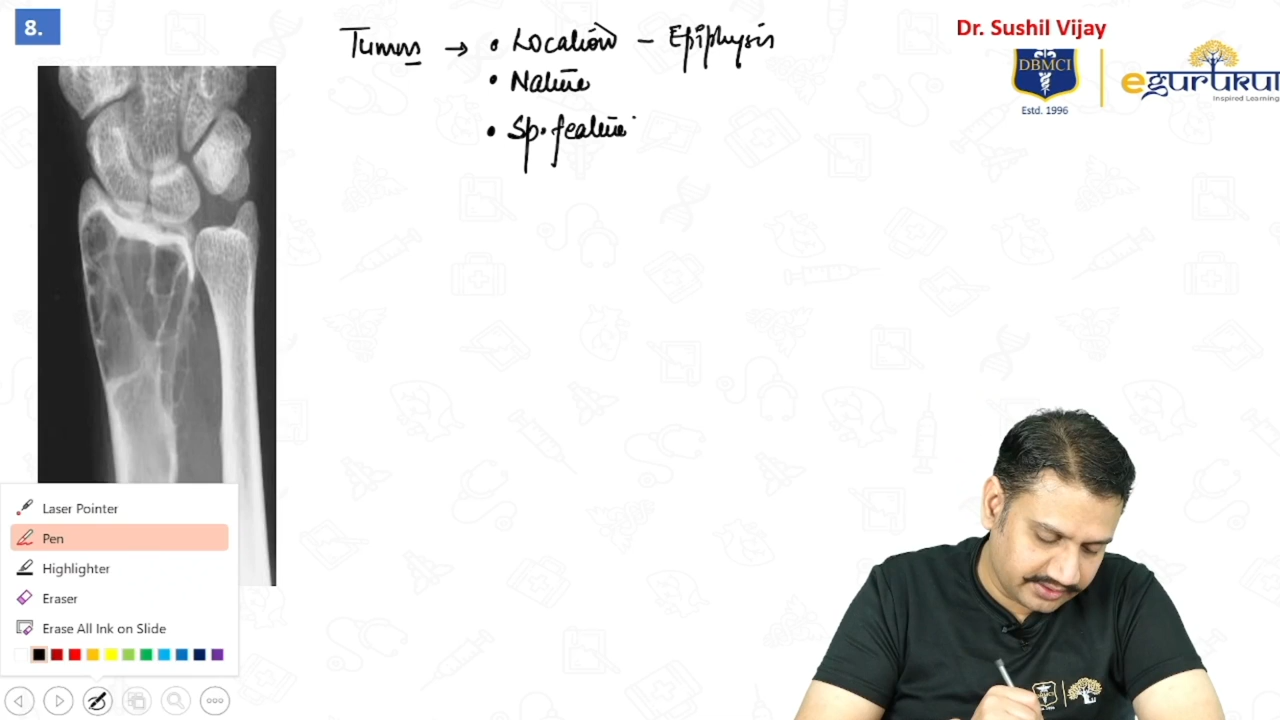 8.
Tumors → • Location – Epiphysis
• Nature
• Sp. feature
Dr. Sushil Vijay
DBMCI
Estd. 1996
egurukul
Inspired Learning
Laser Pointer
Pen
Highlighter
Eraser
Erase All Ink on Slide